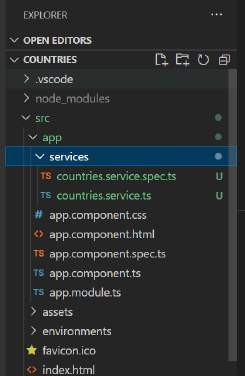 EXPLORER
OPEN EDITORS
COUNTRIES
.vscode
node_modules
src
app
services
TS countries.service.spec.ts U
TS countries.service.ts U
# app.component.css
<> app.component.html
TS app.component.spec.ts
TS app.component.ts
TS app.module.ts
assets
environments
favicon.ico
<> index.html